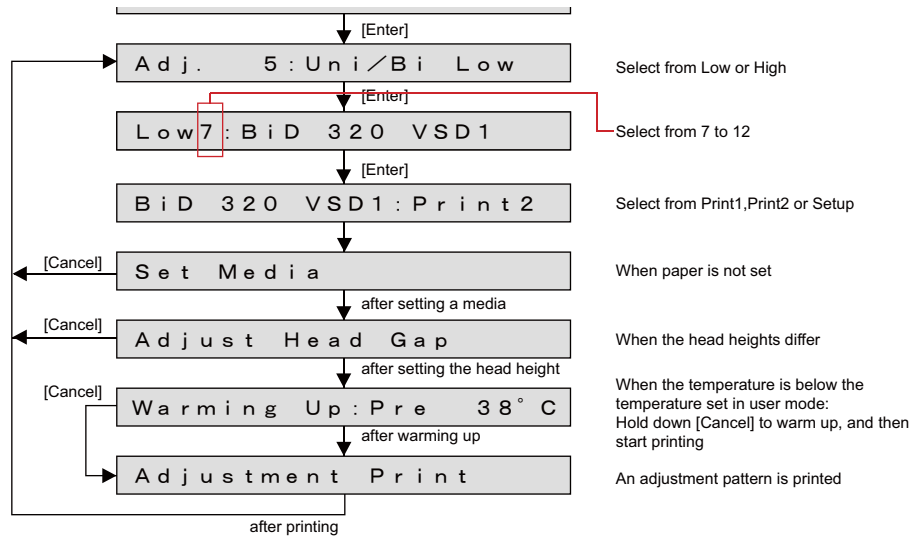 [Enter]
Adj. 5:Uni/Bi Low
Select from Low or High
[Enter]
Low7:BiD 320 VSD1
Select from 7 to 12
[Enter]
BiD 320 VSD1:Print2
Select from Print1,Print2 or Setup
[Cancel]
Set Media
When paper is not set
after setting a media
[Cancel]
Adjust Head Gap
When the head heights differ
after setting the head height
[Cancel]
Warming Up:Pre 38°C
When the temperature is below the
temperature set in user mode:
Hold down [Cancel] to warm up, and then
start printing
after warming up
Adjustment Print
An adjustment pattern is printed
after printing